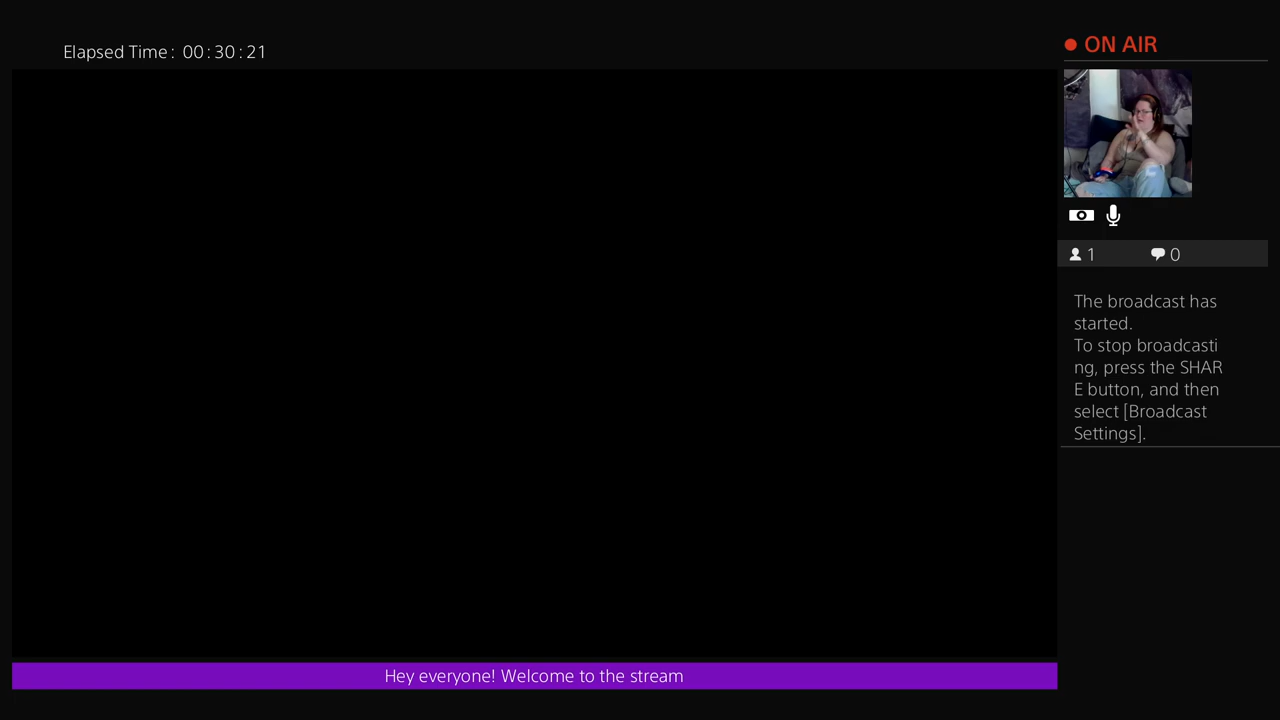 Elapsed Time: 00:30:21
ON AIR
1
0
The broadcast has
started.
To stop broadcasti
ng, press the SHAR
E button, and then
select [Broadcast
Settings].
Hey everyone! Welcome to the stream